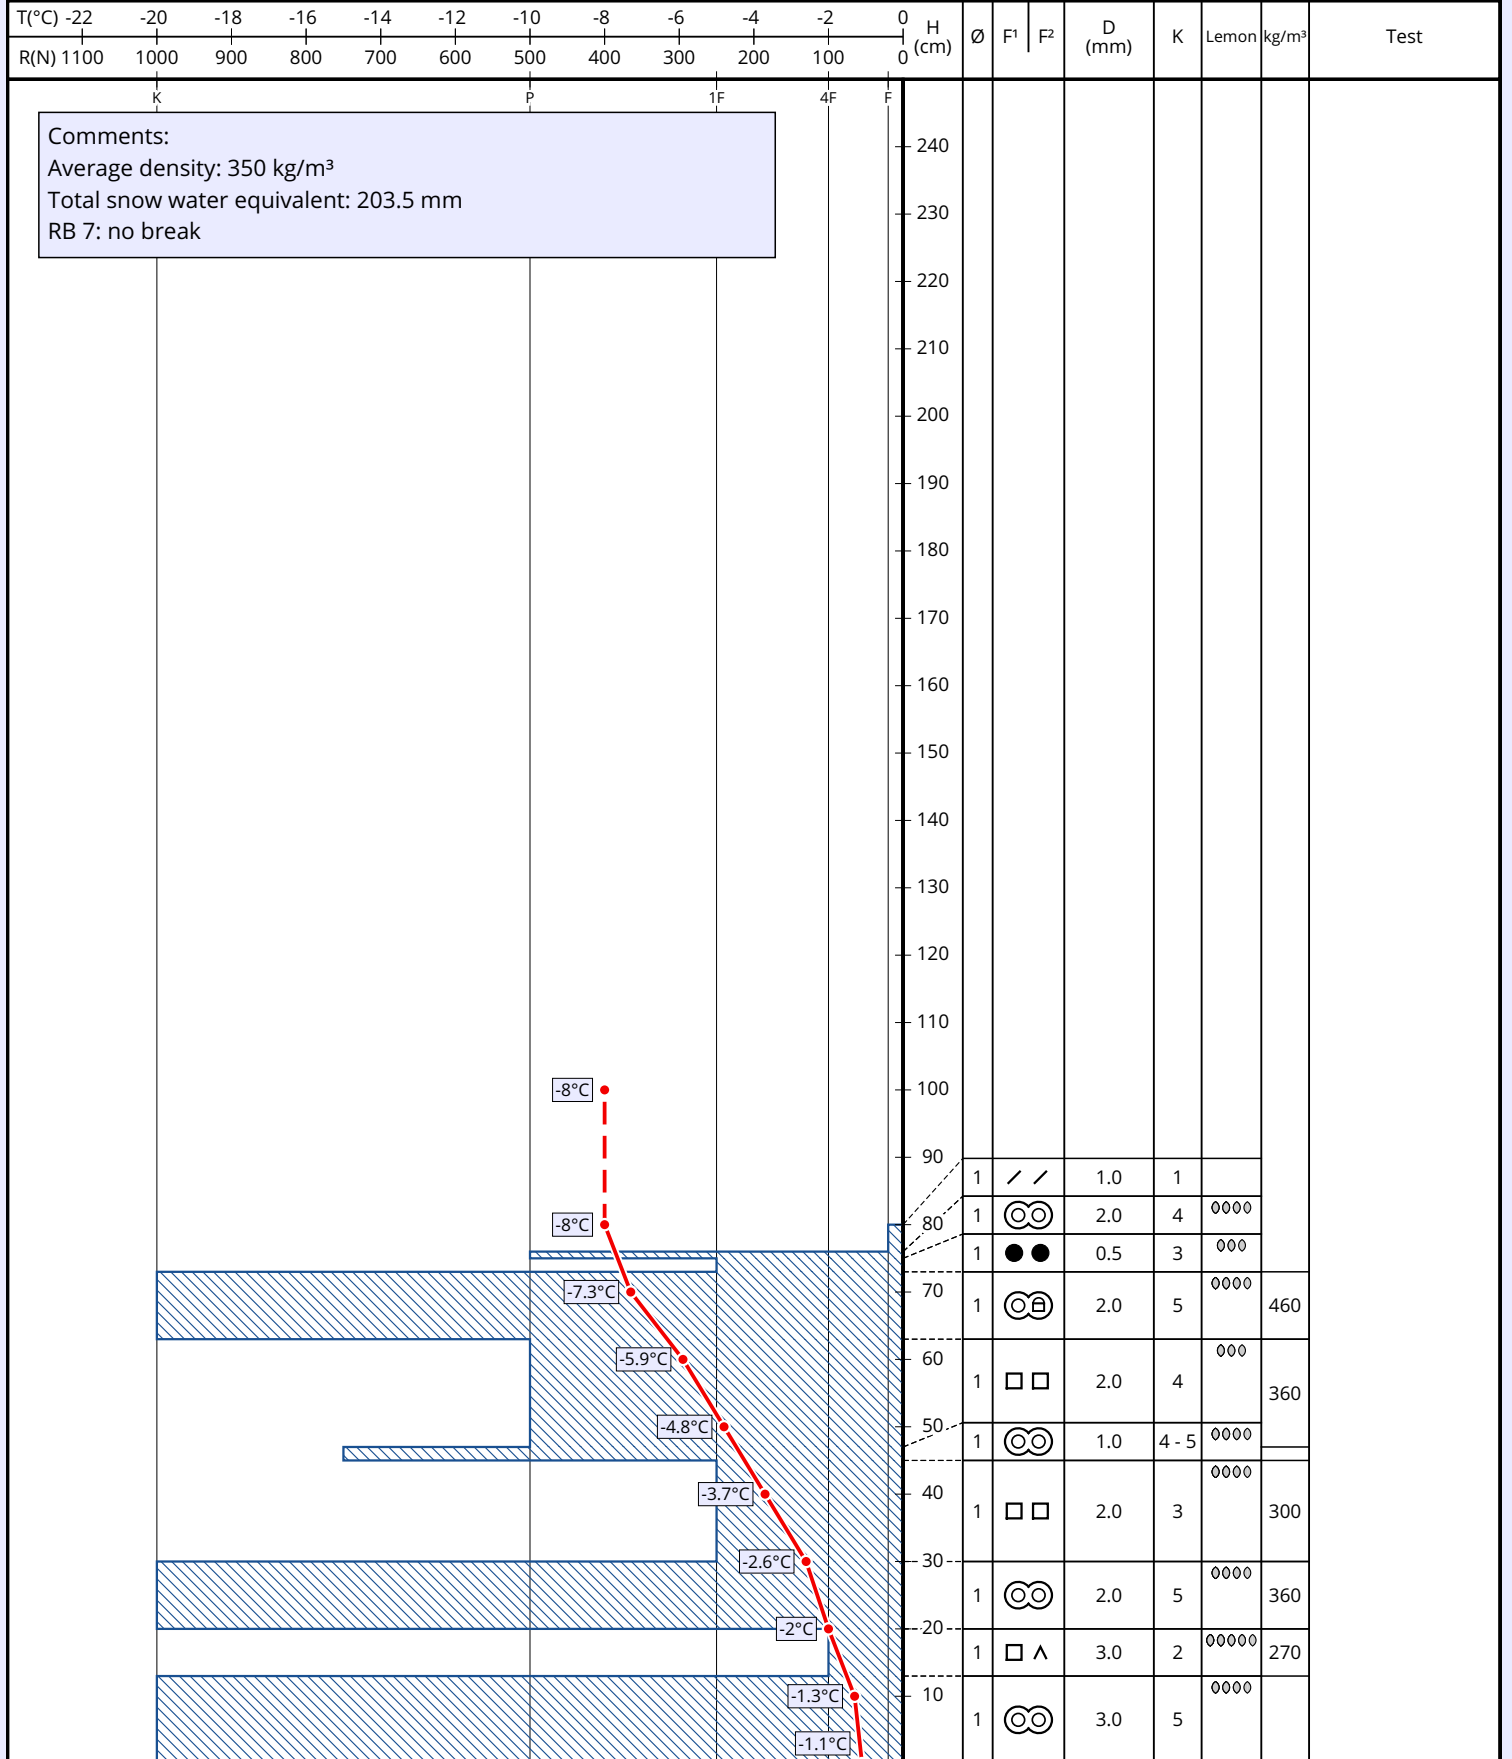 T(°C) -22 -20 -18 -16 -14 -12 -10 -8 -6 -4 -2 0
R(N) 1100 1000 900 800 700 600 500 400 300 200 100 0
H (cm) Ø F¹ F² D (mm) K Lemon kg/m³ Test
K P 1F 4F F
Comments:
Average density: 350 kg/m³
Total snow water equivalent: 203.5 mm
RB 7: no break
240
230
220
210
200
190
180
170
160
150
140
130
120
110
-8°C 100
90
1 1.0 1
-8°C 80 1 2.0 4
1 0.5 3
-7.3°C 70 1 2.0 5 460
-5.9°C 60
1 2.0 4 360
-4.8°C 50 1 1.0 4 - 5
-3.7°C 40 1 2.0 3 300
-2.6°C 30
1 2.0 5 360
-2°C 20
1 3.0 2 270
-1.3°C 10
1 3.0 5
-1.1°C